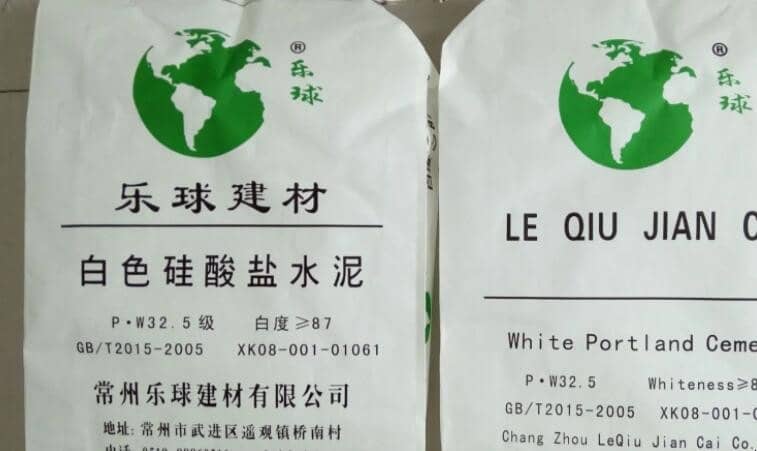 ®
乐球
乐球建材
白色硅酸盐水泥
P·W32.5级 白度≥87
GB/T2015-2005 XK08-001-01061
常州乐球建材有限公司
地址: 常州市武进区遥观镇桥南村
®
乐球
LE QIU JIAN
White Portland
P·W32.5 Whiteness≥
GB/T2015-2005 XK08-001-
Chang Zhou LeQiu Jian Cai Co.,